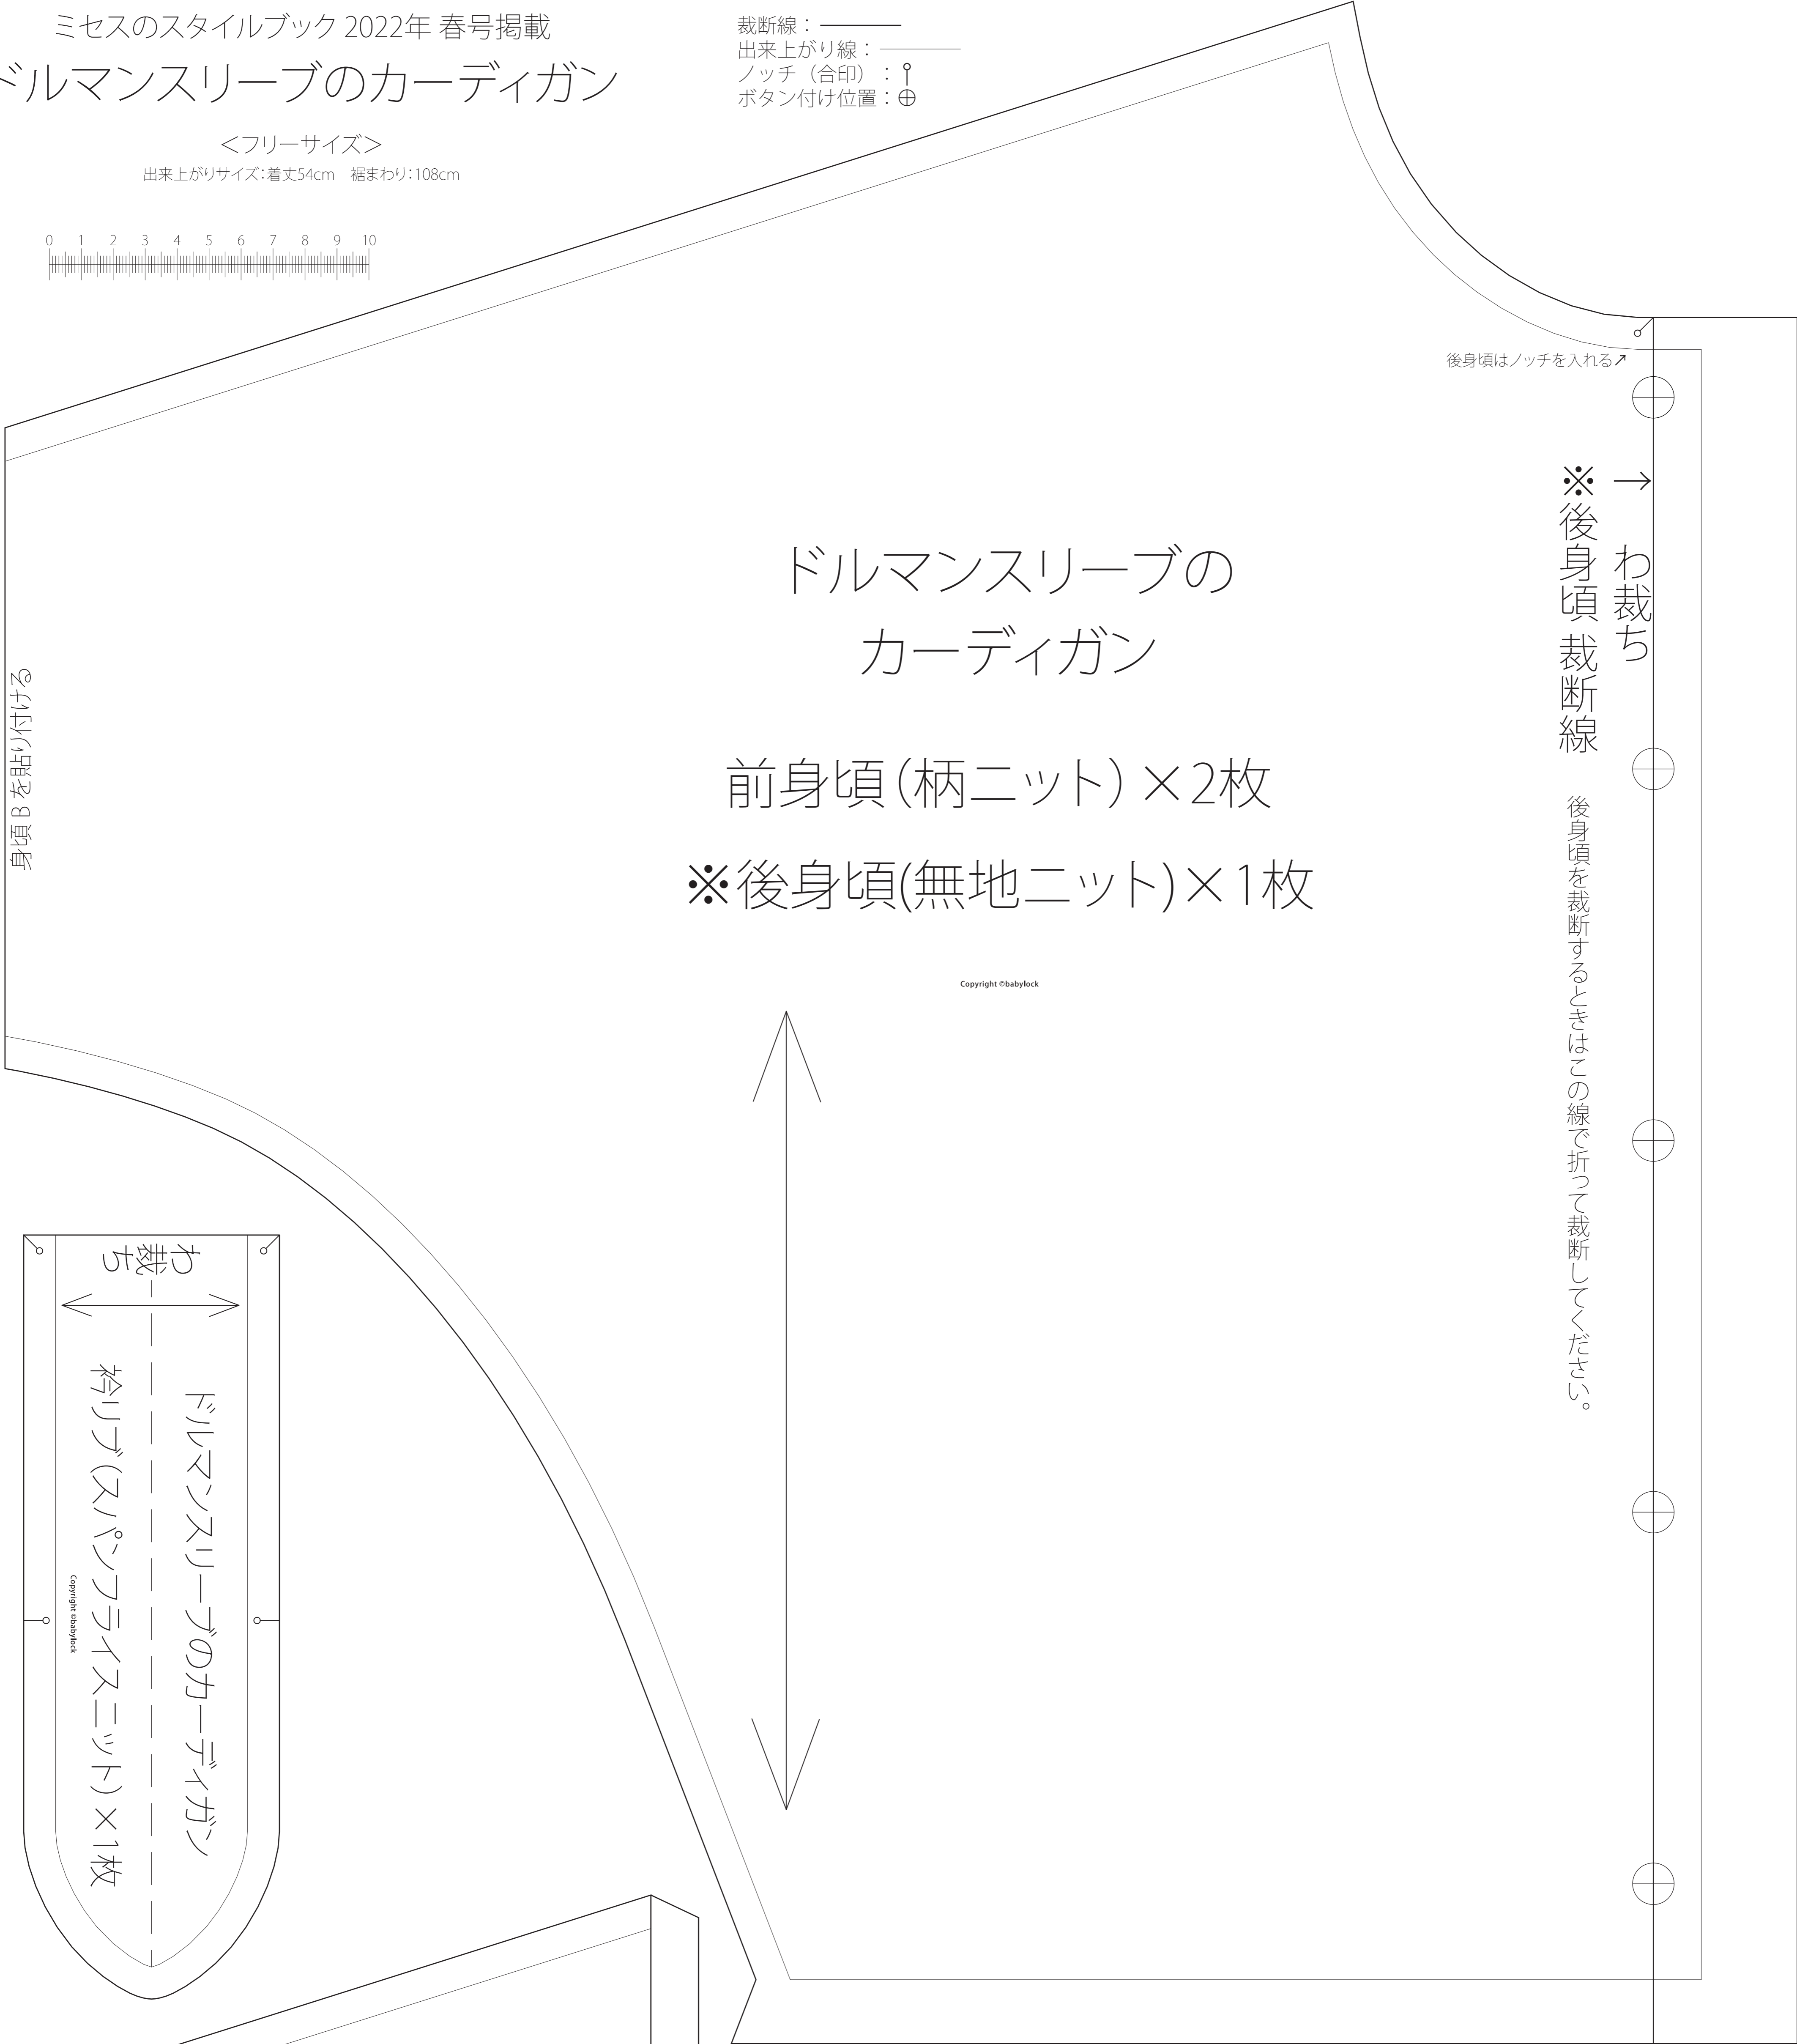 ミセスのスタイルブック 2022年 春号掲載
ドルマンスリーブのカーディガン
＜フリーサイズ＞
出来上がりサイズ：着丈54cm　裾まわり：108cm
0 1 2 3 4 5 6 7 8 9 10
裁断線：
出来上がり線：
ノッチ（合印）：
ボタン付け位置：
後身頃はノッチを入れる↗
→ わ裁ち
※後身頃 裁断線
後身頃を裁断するときはこの線で折って裁断してください。
ドルマンスリーブの
カーディガン
前身頃（柄ニット）×2枚
※後身頃(無地ニット)×1枚
Copyright ©babylock
身頃 B を貼り付ける
わ裁ち
ドルマンスリーブのカーディガン
衿リブ（スパンフライスニット）×1枚
Copyright ©babylock